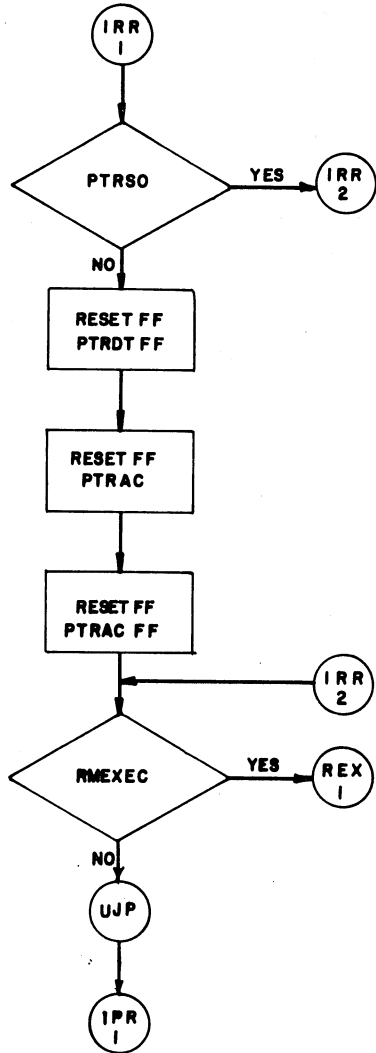 IRR
1
PTRSO
YES
IRR
2
NO
RESET FF
PTRDT FF
RESET FF
PTRAC
RESET FF
PTRAC FF
IRR
2
RMEXEC
YES
REX
1
NO
UJP
IPR
1